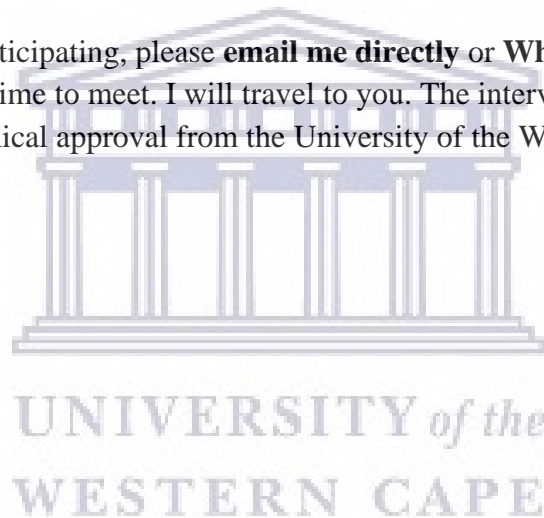 ticipating, please email me directly or Wh
ime to meet. I will travel to you. The interv
nical approval from the University of the W
UNIVERSITY of the
WESTERN CAPE